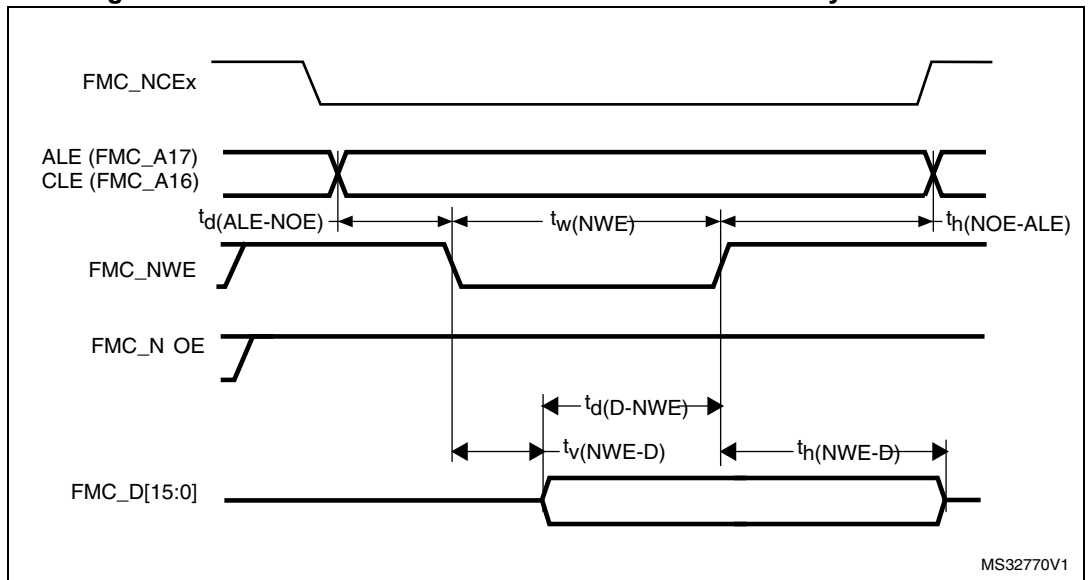 FMC_NCEx
ALE (FMC_A17)
CLE (FMC_A16)
td(ALE-NOE)
tw(NWE)
th(NOE-ALE)
FMC_NWE
FMC_N OE
td(D-NWE)
tv(NWE-D)
th(NWE-D)
FMC_D[15:0]
MS32770V1